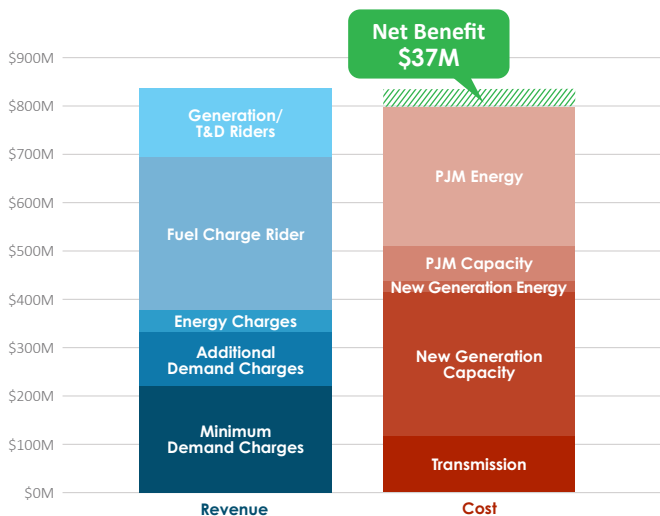 Net Benefit
$37M
$900M
$800M
$700M
$600M
$500M
$400M
$300M
$200M
$100M
$0M
Generation/
T&D Riders
Fuel Charge Rider
Energy Charges
Additional
Demand Charges
Minimum
Demand Charges
PJM Energy
PJM Capacity
New Generation Energy
New Generation
Capacity
Transmission
Revenue
Cost